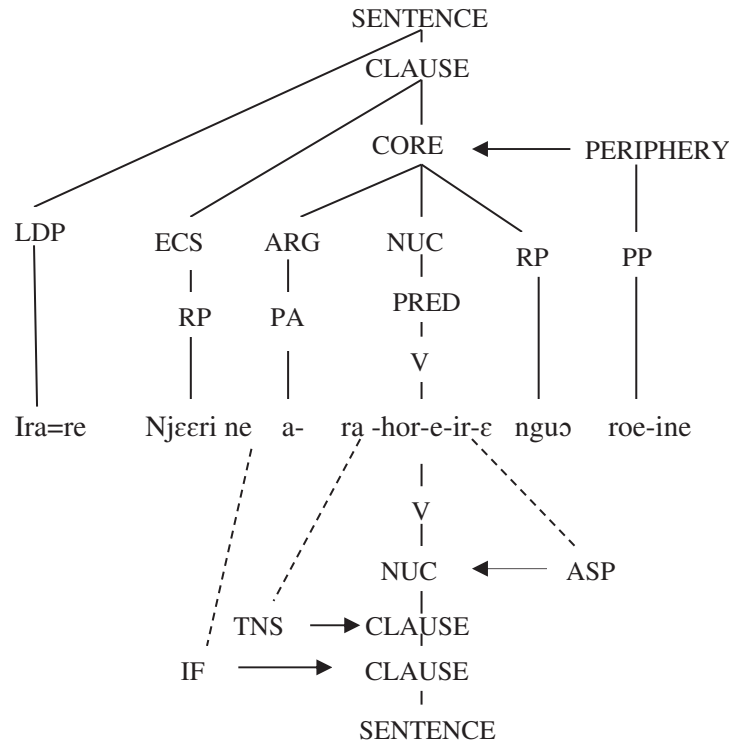 SENTENCE
CLAUSE
CORE PERIPHERY
LDP ECS ARG NUC RP PP
RP PA PRED
V
Ira=re Njɛɛri ne a- ra -hor-e-ir-ɛ nguɔ roe-ine
V
NUC ASP
TNS CLAUSE
IF CLAUSE
SENTENCE